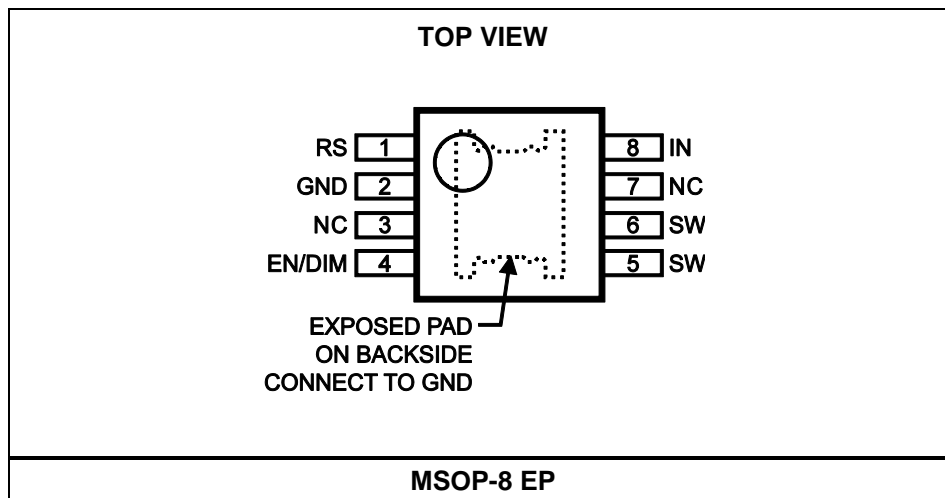 TOP VIEW
RS 1
GND 2
NC 3
EN/DIM 4
8 IN
7 NC
6 SW
5 SW
EXPOSED PAD
ON BACKSIDE
CONNECT TO GND
MSOP-8 EP